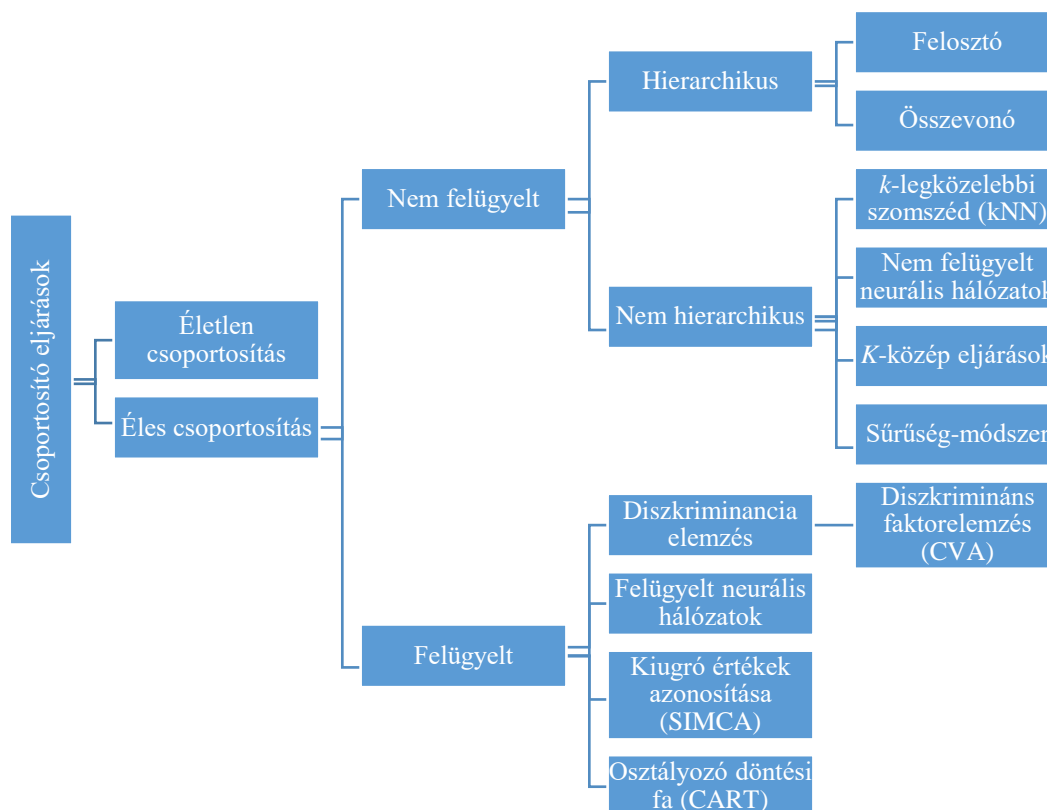 Csoportosító eljárások
Életlen
csoportosítás
Éles csoportosítás
Nem felügyelt
Hierarchikus
Felosztó
Összevonó
Nem hierarchikus
k-legközelebbi
szomszéd (kNN)
Nem felügyelt
neurális hálózatok
K-közép eljárások
Sűrűség-módszer
Felügyelt
Diszkriminancia
elemzés
Diszkrimináns
faktorelemzés
(CVA)
Felügyelt neurális
hálózatok
Kiugró értékek
azonosítása
(SIMCA)
Osztályozó döntési
fa (CART)